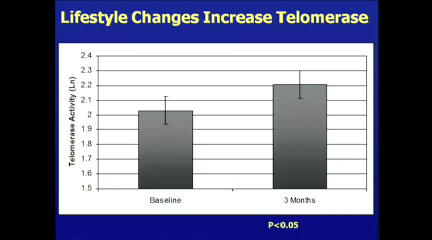 Lifestyle Changes Increase Telomerase
2.4
2.3
2.2
2.1
2
1.9
1.8
1.7
1.6
1.5
Telomerase Activity (Ln)
Baseline
3 Months
P<0.05